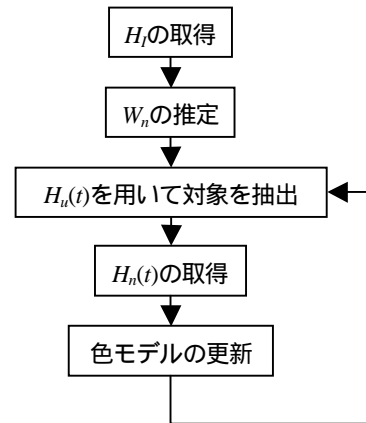 H_Iの取得
W_nの推定
H_u(t)を用いて対象を抽出
H_n(t)の取得
色モデルの更新